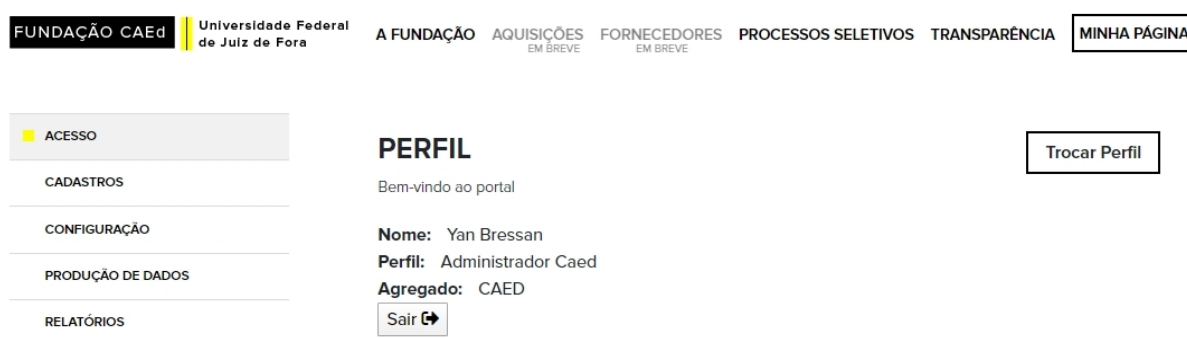 FUNDAÇÃO CAEd
Universidade Federal
de Juiz de Fora
A FUNDAÇÃO
AQUISIÇÕES
EM BREVE
FORNECEDORES
EM BREVE
PROCESSOS SELETIVOS
TRANSPARÊNCIA
MINHA PÁGINA
ACESSO
CADASTROS
CONFIGURAÇÃO
PRODUÇÃO DE DADOS
RELATÓRIOS
PERFIL
Trocar Perfil
Bem-vindo ao portal
Nome: Yan Bressan
Perfil: Administrador Caed
Agregado: CAED
Sair